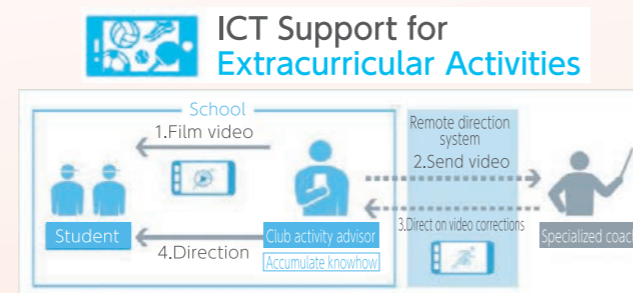 ICT Support for
Extracurricular Activities
School
1.Film video
Remote direction
system
2.Send video
3.Direct on video corrections
Student
4.Direction
Club activity advisor
Accumulate knowhow
Specialized coach